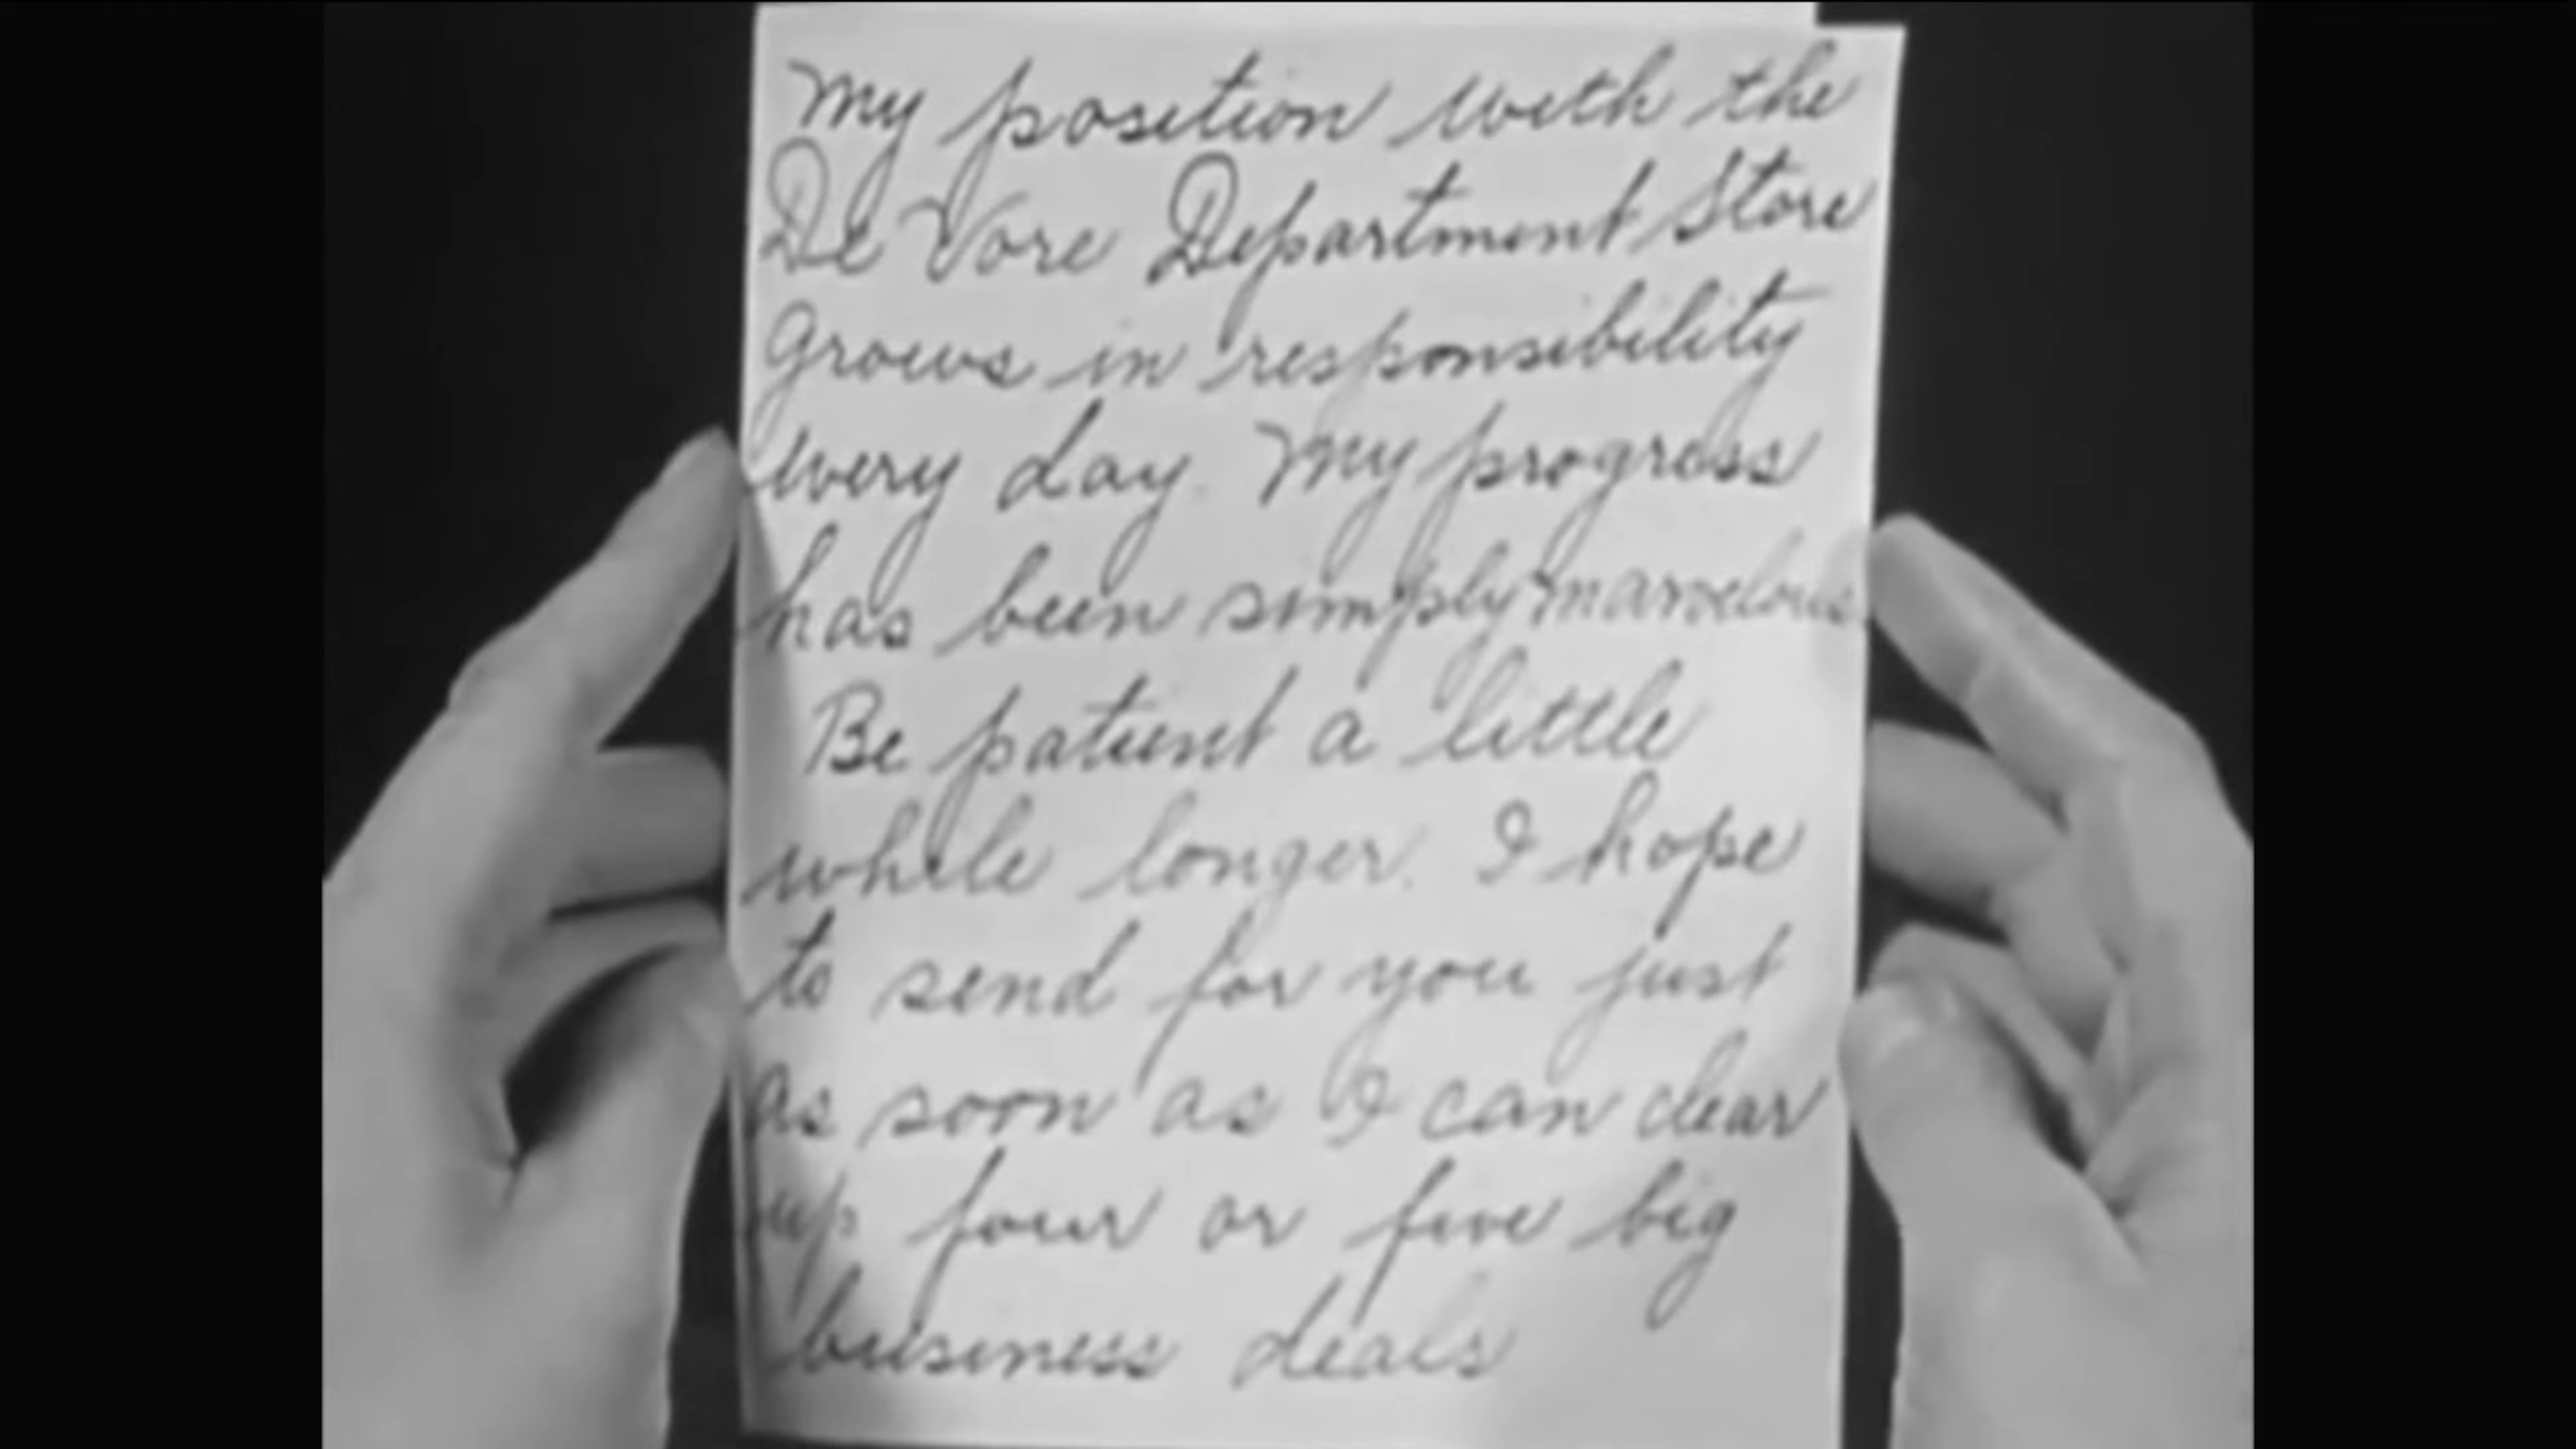 My position with the
De Vore Department Store
grows in responsibility
every day. My progress
has been simply marvelous.
Be patient a little
while longer. I hope
to send for you just
as soon as I can clear
up four or five big
business deals